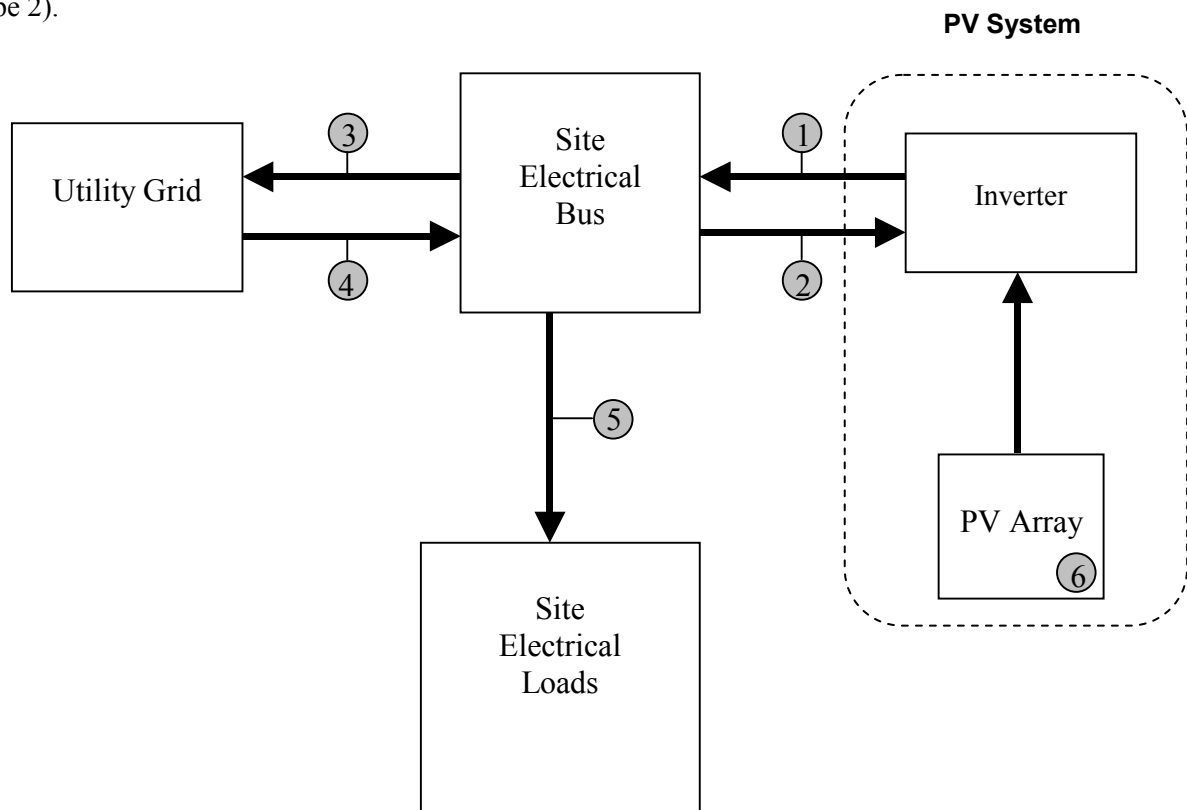 pe 2).
PV System
Utility Grid
3
4
Site
Electrical
Bus
1
2
Inverter
5
PV Array
6
Site
Electrical
Loads